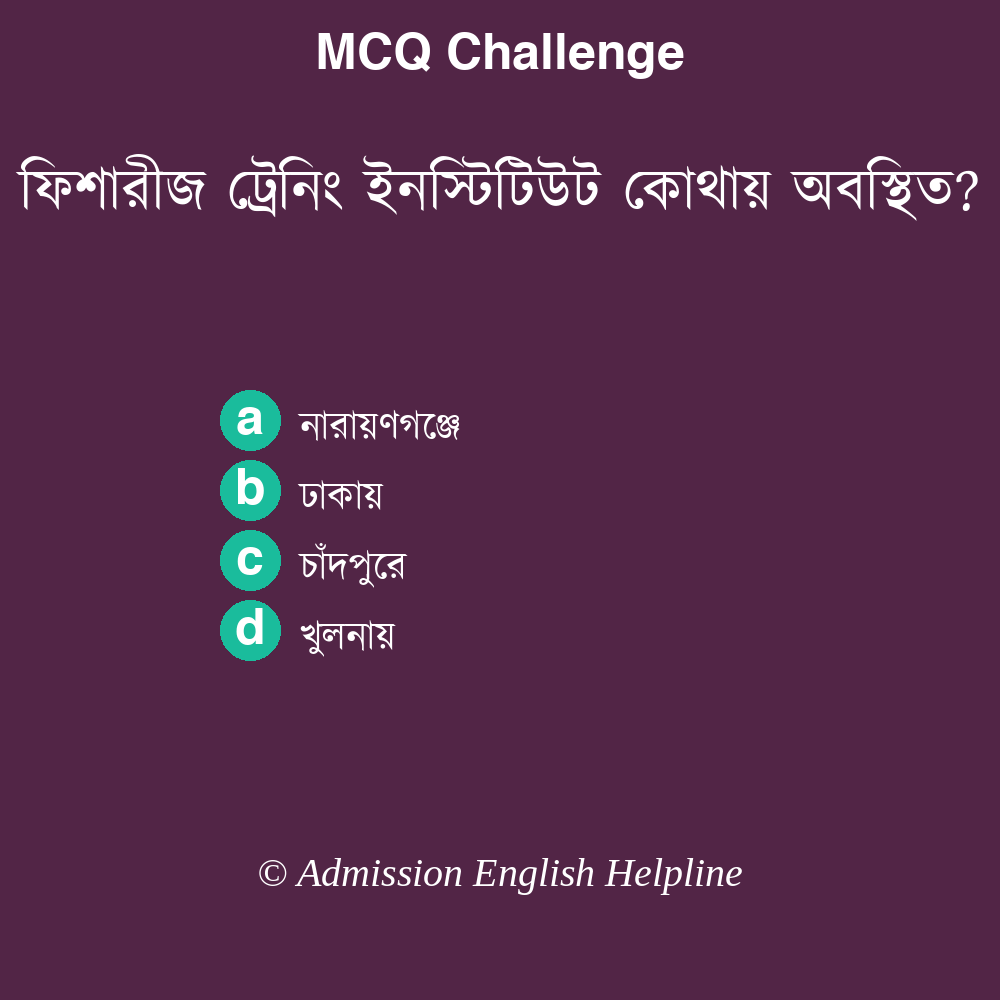 MCQ Challenge
ফিশারীজ ট্রেনিং ইনস্টিটিউট কোথায় অবস্থিত?
a নারায়ণগঞ্জে
b ঢাকায়
c চাঁদপুরে
d খুলনায়
© Admission English Helpline